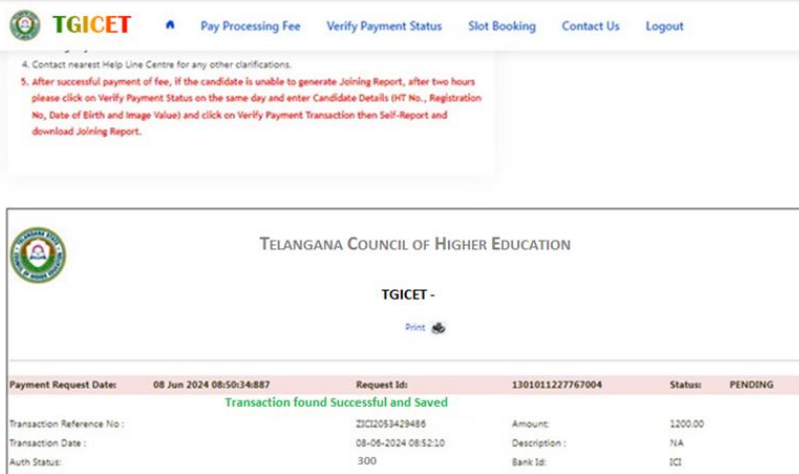 TGICET Pay Processing Fee Verify Payment Status Slot Booking Contact Us Logout
4. Contact nearest Help Line Centre for any other clarifications.
5. After successful payment of fee, if the candidate is unable to generate Joining Report, after two hours
please click on Verify Payment Status on the same day and enter Candidate Details (HT No., Registration
No, Date of Birth and Image Value) and click on Verify Payment Transaction then Self-Report and
download Joining Report.
TELANGANA COUNCIL OF HIGHER EDUCATION
TGICET -
Print
Payment Request Date: 08 Jun 2024 08:50:34:887 Request Id: 1301011227767004 Status: PENDING
Transaction found Successful and Saved
Transaction Reference No : ZICI2053429486 Amount: 1200.00
Transaction Date : 08-06-2024 08:52:10 Description : NA
Auth Status: 300 Bank Id: ICI